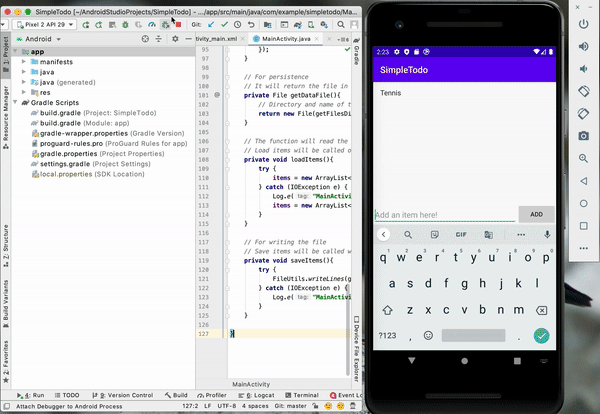 SimpleTodo [~/AndroidStudioProjects/SimpleTodo] – .../app/src/main/java/com/example/simpletodo/Ma...
Pixel 2 API 29
Git:
Android
tivity_main.xml
MainActivity.java
1: Project
Resource Manager
Z: Structure
Build Variants
2: Favorites
app
manifests
java
java (generated)
res
Gradle Scripts
build.gradle (Project: SimpleTodo)
build.gradle (Module: app)
gradle-wrapper.properties (Gradle Version)
proguard-rules.pro (ProGuard Rules for app)
gradle.properties (Project Properties)
settings.gradle (Project Settings)
local.properties (SDK Location)
95 });
96 }
97
98 // For persistence
99 // It will return the file in
100 private File getDataFile(){
101 // Directory and name of t
102 return new File(getFilesDi
103 }
104
105
106 // The function will read the
107 // Load items will be called o
108 private void loadItems(){
109 try {
110 items = new ArrayList<
111 } catch (IOException e) {
112 Log.e( tag: "MainActivi
113 items = new ArrayList<
114 }
115 }
116
117 // For writing the file
118 // Save items will be called w
119 private void saveItems(){
120 try {
121 FileUtils.writeLines(g
122 } catch (IOException e) {
123 Log.e( tag: "MainActivi
124 }
125 }
126
127 }
MainActivity
Gradle
Device File Explorer
4: Run
TODO
9: Version Control
Build
Profiler
6: Logcat
Terminal
Event Lo
Attach Debugger to Android Process
127:2 LF UTF-8 4 spaces Git: master
2:23
SimpleTodo
Tennis
Add an item here!
ADD
GIF
q w e r t y u i o p
1 2 3 4 5 6 7 8 9 0
a s d f g h j k l
z x c v b n m
?123 , .